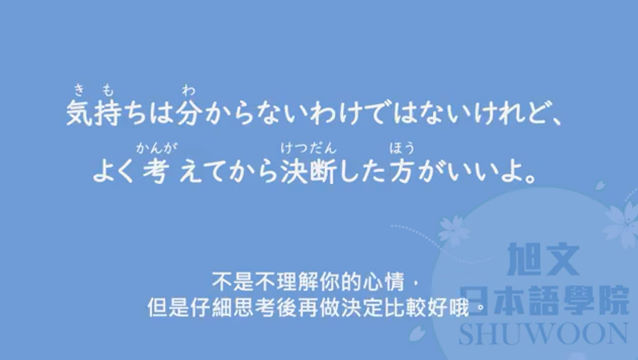 き も わ
気持ちは分からないわけではないけれど、
かんが けつだん ほう
よく考えてから決断した方がいいよ。
不是不理解你的心情，
但是仔細思考後再做決定比較好哦。
旭文
日本語學院
SHUWOON